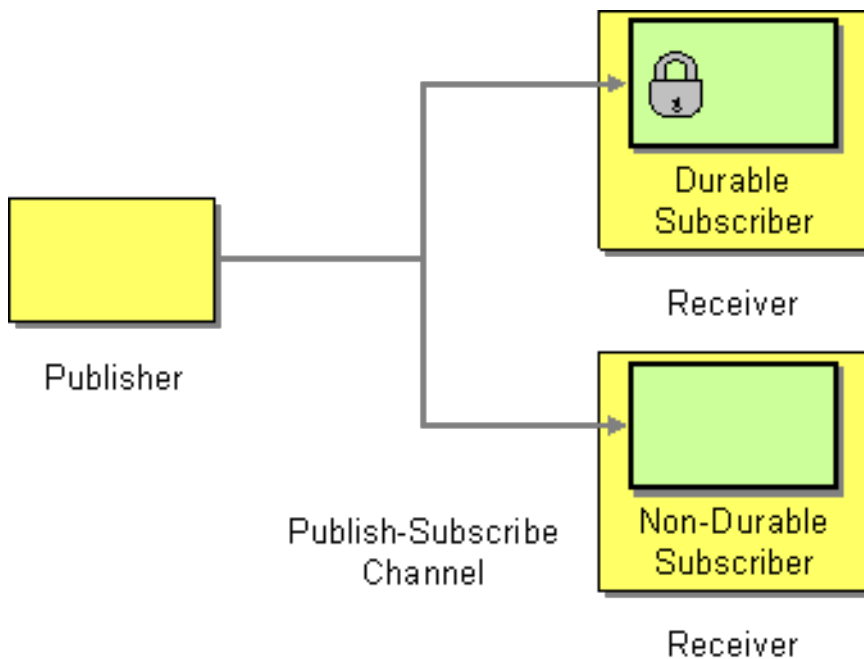 Durable
Subscriber
Receiver
Publisher
Publish-Subscribe
Channel
Non-Durable
Subscriber
Receiver